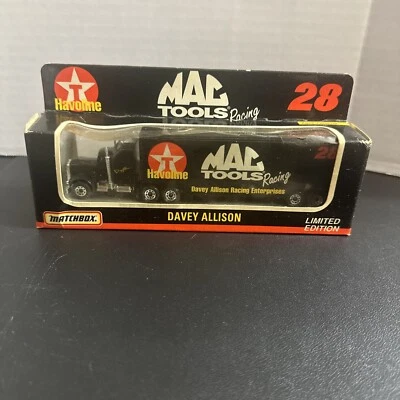 T
Havoline
MAC
TOOLS Racing
28
T
Havoline
MAC
TOOLS Racing
28
Davey Allison Racing Enterprises
MATCHBOX
DAVEY ALLISON
LIMITED
EDITION